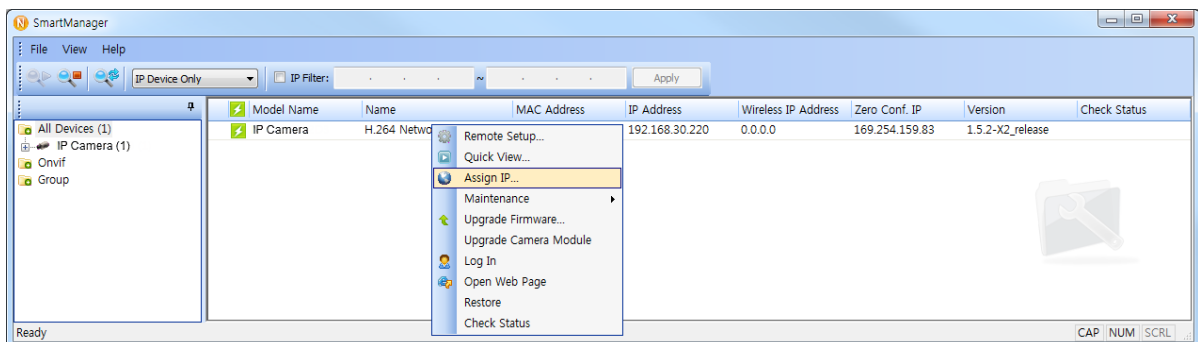 SmartManager
File View Help
IP Device Only IP Filter: . . . ~ . . . Apply
Model Name Name MAC Address IP Address Wireless IP Address Zero Conf. IP Version Check Status
All Devices (1) IP Camera H.264 Netwo 192.168.30.220 0.0.0.0 169.254.159.83 1.5.2-X2_release
IP Camera (1)
Onvif
Group
Remote Setup...
Quick View...
Assign IP...
Maintenance
Upgrade Firmware...
Upgrade Camera Module
Log In
Open Web Page
Restore
Check Status
Ready CAP NUM SCRL